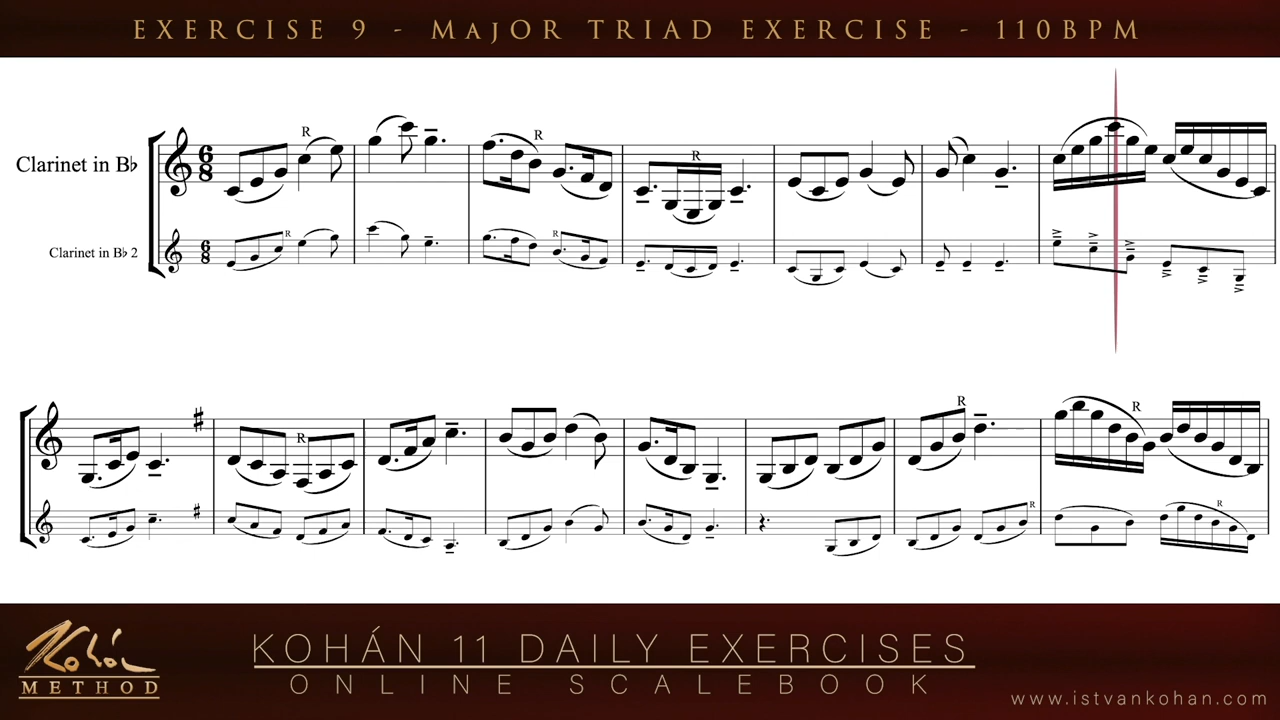 EXERCISE 9 - MAJOR TRIAD EXERCISE - 110BPM
R
R
R
Clarinet in B♭
6
8
R
R
Clarinet in B♭ 2
6
8
R
R
R
R
R
R
Kohán
METHOD
KOHÁN 11 DAILY EXERCISES
ONLINE SCALEBOOK
www.istvankohan.com